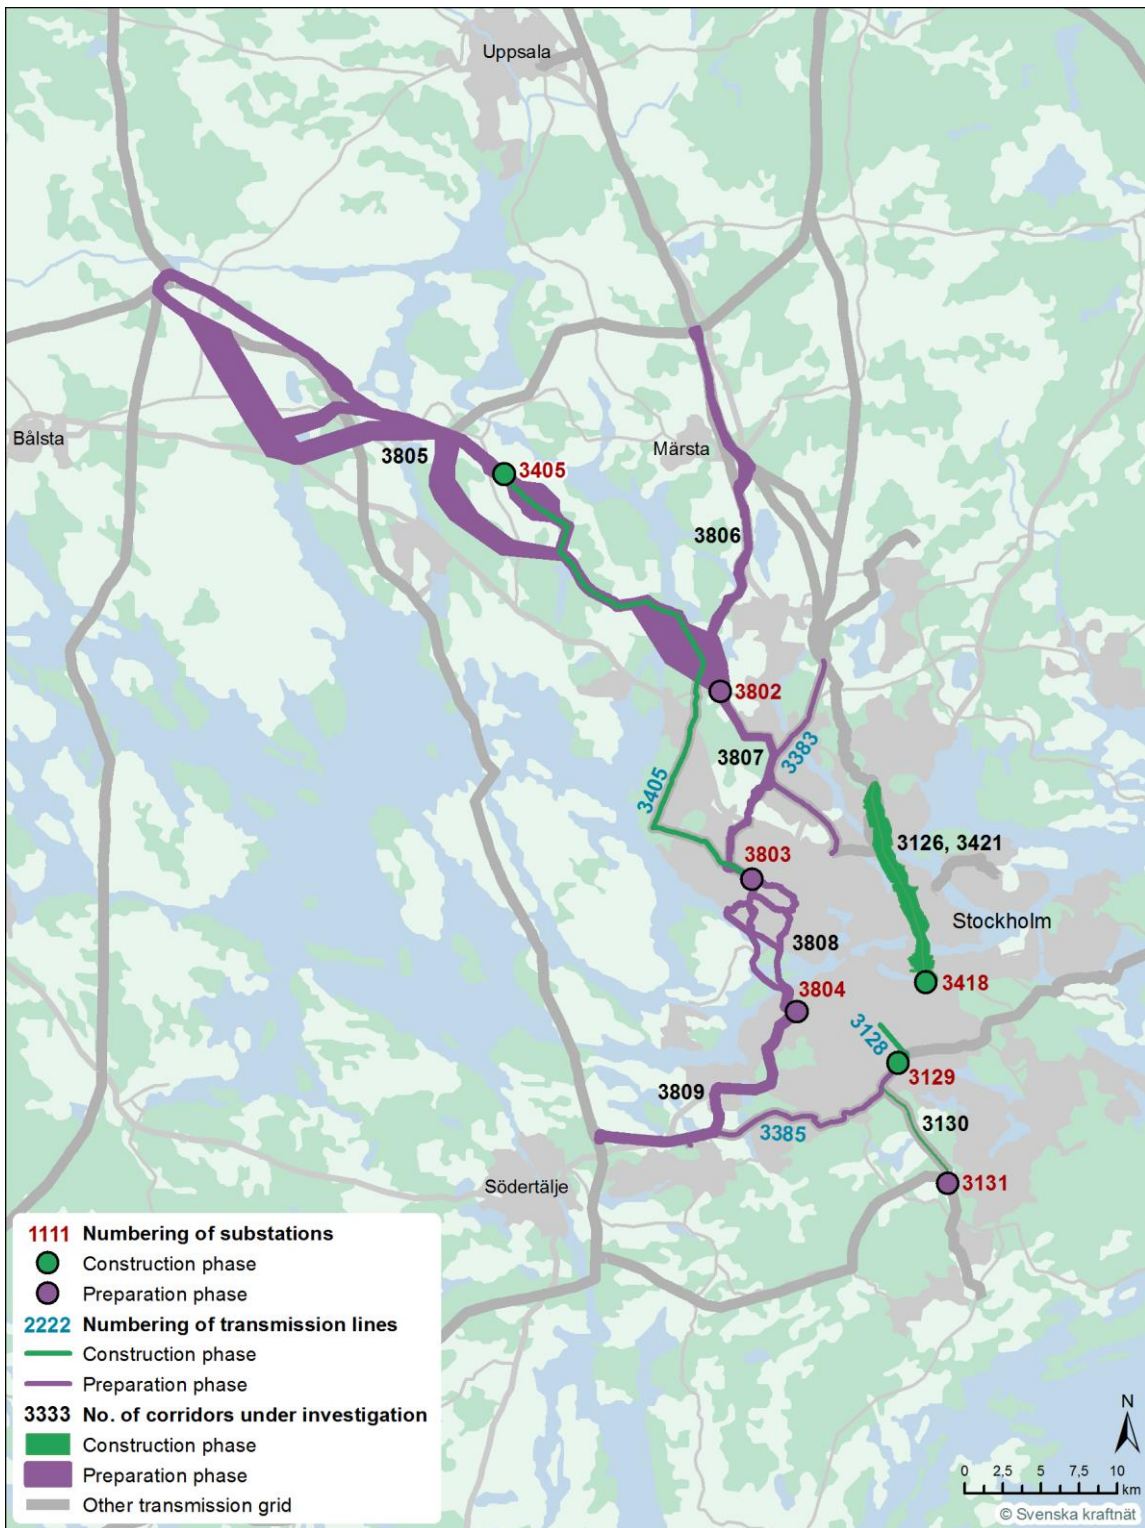 Uppsala
Bålsta
Märsta
3805
3405
3806
3802
3807
3383
3405
3126, 3421
3803
Stockholm
3808
3418
3804
3128
3129
3809
3130
3385
3131
Södertälje
1111 Numbering of substations
Construction phase
Preparation phase
2222 Numbering of transmission lines
Construction phase
Preparation phase
3333 No. of corridors under investigation
Construction phase
Preparation phase
Other transmission grid
N
0 2,5 5 7,5 10
km
© Svenska kraftnät